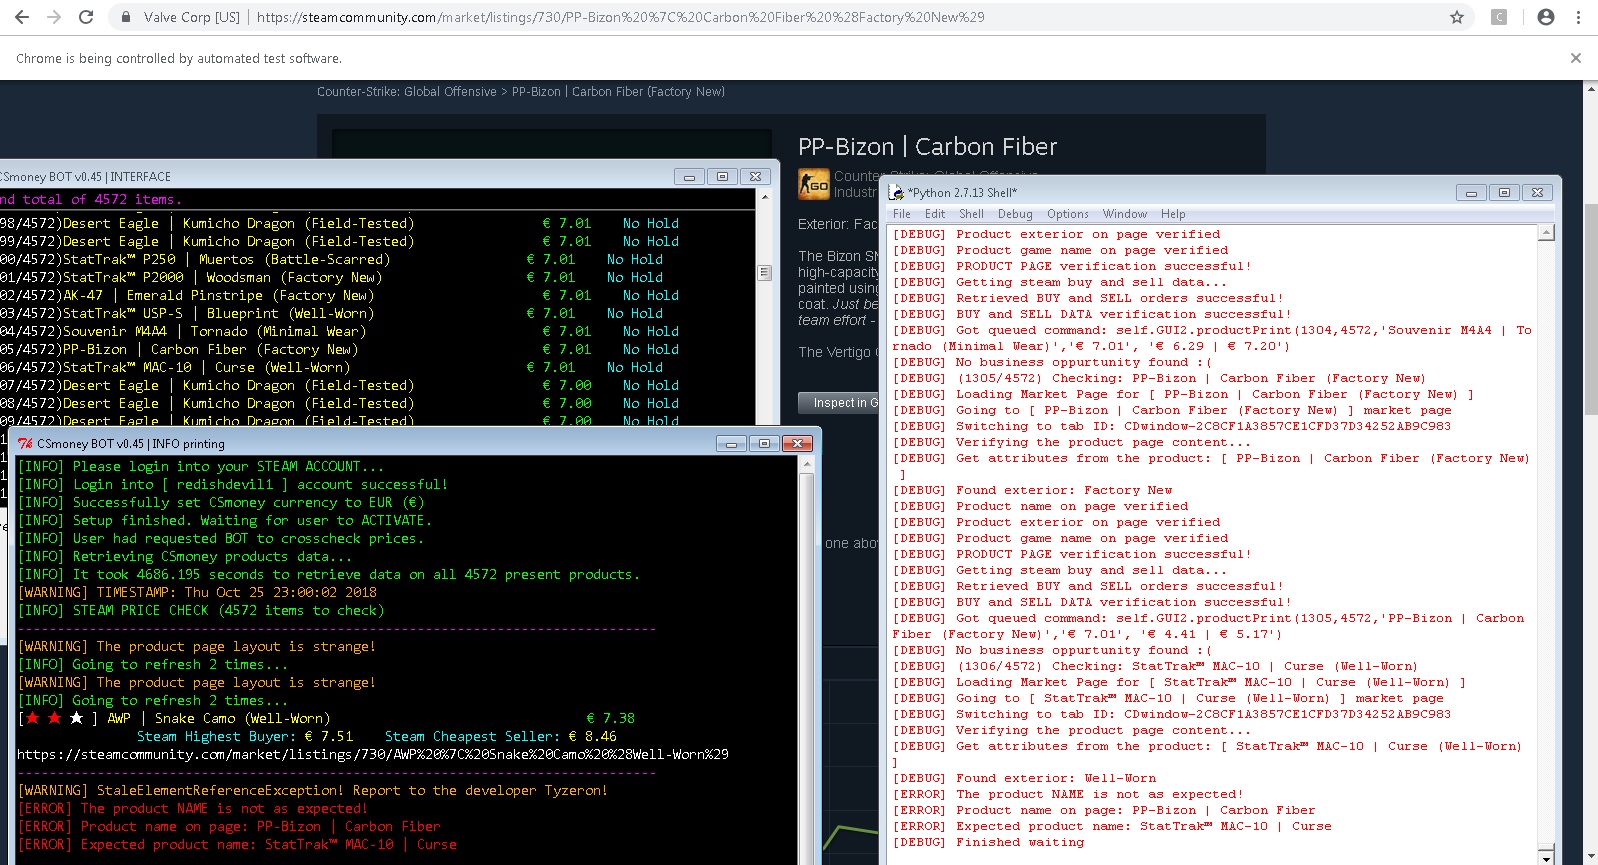 Valve Corp [US] | https://steamcommunity.com/market/listings/730/PP-Bizon%20%7C%20Carbon%20Fiber%20%28Factory%20New%29
Chrome is being controlled by automated test software.
Counter-Strike: Global Offensive > PP-Bizon | Carbon Fiber (Factory New)
PP-Bizon | Carbon Fiber
GO
Counter-Strike: Global Offensive
Industr
Exterior: Fac
The Bizon SM
high-capacity
painted using
coat. Just be
team effort -
The Vertigo
Inspect in G
one abov
CSmoney BOT v0.45 | INTERFACE
nd total of 4572 items.
98/4572)Desert Eagle | Kumicho Dragon (Field-Tested) € 7.01 No Hold
99/4572)Desert Eagle | Kumicho Dragon (Field-Tested) € 7.01 No Hold
00/4572)StatTrak™ P250 | Muertos (Battle-Scarred) € 7.01 No Hold
01/4572)StatTrak™ P2000 | Woodsman (Factory New) € 7.01 No Hold
02/4572)AK-47 | Emerald Pinstripe (Factory New) € 7.01 No Hold
03/4572)StatTrak™ USP-S | Blueprint (Well-Worn) € 7.01 No Hold
04/4572)Souvenir M4A4 | Tornado (Minimal Wear) € 7.01 No Hold
05/4572)PP-Bizon | Carbon Fiber (Factory New) € 7.01 No Hold
06/4572)StatTrak™ MAC-10 | Curse (Well-Worn) € 7.01 No Hold
07/4572)Desert Eagle | Kumicho Dragon (Field-Tested) € 7.00 No Hold
08/4572)Desert Eagle | Kumicho Dragon (Field-Tested) € 7.00 No Hold
09/4572)Desert Eagle | Kumicho Dragon (Field-Tested) € 7.00 No Hold
CSmoney BOT v0.45 | INFO printing
[INFO] Please login into your STEAM ACCOUNT...
[INFO] Login into [ redishdevil1 ] account successful!
[INFO] Successfully set CSmoney currency to EUR (€)
[INFO] Setup finished. Waiting for user to ACTIVATE.
[INFO] User had requested BOT to crosscheck prices.
[INFO] Retrieving CSmoney products data...
[INFO] It took 4686.195 seconds to retrieve data on all 4572 present products.
[WARNING] TIMESTAMP: Thu Oct 25 23:00:02 2018
[INFO] STEAM PRICE CHECK (4572 items to check)
--------------------------------------------------------------------------------
[WARNING] The product page layout is strange!
[INFO] Going to refresh 2 times...
[WARNING] The product page layout is strange!
[INFO] Going to refresh 2 times...
[★ ★ ★ ] AWP | Snake Camo (Well-Worn) € 7.38
Steam Highest Buyer: € 7.51 Steam Cheapest Seller: € 8.46
https://steamcommunity.com/market/listings/730/AWP%20%7C%20Snake%20Camo%20%28Well-Worn%29
--------------------------------------------------------------------------------
[WARNING] StaleElementReferenceException! Report to the developer Tyzeron!
[ERROR] The product NAME is not as expected!
[ERROR] Product name on page: PP-Bizon | Carbon Fiber
[ERROR] Expected product name: StatTrak™ MAC-10 | Curse
*Python 2.7.13 Shell*
File Edit Shell Debug Options Window Help
[DEBUG] Product exterior on page verified
[DEBUG] Product game name on page verified
[DEBUG] PRODUCT PAGE verification successful!
[DEBUG] Getting steam buy and sell data...
[DEBUG] Retrieved BUY and SELL orders successful!
[DEBUG] BUY and SELL DATA verification successful!
[DEBUG] Got queued command: self.GUI2.productPrint(1304,4572,'Souvenir M4A4 | To
rnado (Minimal Wear)','€ 7.01', '€ 6.29 | € 7.20')
[DEBUG] No business oppurtunity found :(
[DEBUG] (1305/4572) Checking: PP-Bizon | Carbon Fiber (Factory New)
[DEBUG] Loading Market Page for [ PP-Bizon | Carbon Fiber (Factory New) ]
[DEBUG] Going to [ PP-Bizon | Carbon Fiber (Factory New) ] market page
[DEBUG] Switching to tab ID: CDwindow-2C8CF1A3857CE1CFD37D34252AB9C983
[DEBUG] Verifying the product page content...
[DEBUG] Get attributes from the product: [ PP-Bizon | Carbon Fiber (Factory New)
]
[DEBUG] Found exterior: Factory New
[DEBUG] Product name on page verified
[DEBUG] Product exterior on page verified
[DEBUG] Product game name on page verified
[DEBUG] PRODUCT PAGE verification successful!
[DEBUG] Getting steam buy and sell data...
[DEBUG] Retrieved BUY and SELL orders successful!
[DEBUG] BUY and SELL DATA verification successful!
[DEBUG] Got queued command: self.GUI2.productPrint(1305,4572,'PP-Bizon | Carbon
Fiber (Factory New)','€ 7.01', '€ 4.41 | € 5.17')
[DEBUG] No business oppurtunity found :(
[DEBUG] (1306/4572) Checking: StatTrak™ MAC-10 | Curse (Well-Worn)
[DEBUG] Loading Market Page for [ StatTrak™ MAC-10 | Curse (Well-Worn) ]
[DEBUG] Going to [ StatTrak™ MAC-10 | Curse (Well-Worn) ] market page
[DEBUG] Switching to tab ID: CDwindow-2C8CF1A3857CE1CFD37D34252AB9C983
[DEBUG] Verifying the product page content...
[DEBUG] Get attributes from the product: [ StatTrak™ MAC-10 | Curse (Well-Worn)
]
[DEBUG] Found exterior: Well-Worn
[ERROR] The product NAME is not as expected!
[ERROR] Product name on page: PP-Bizon | Carbon Fiber
[ERROR] Expected product name: StatTrak™ MAC-10 | Curse
[DEBUG] Finished waiting